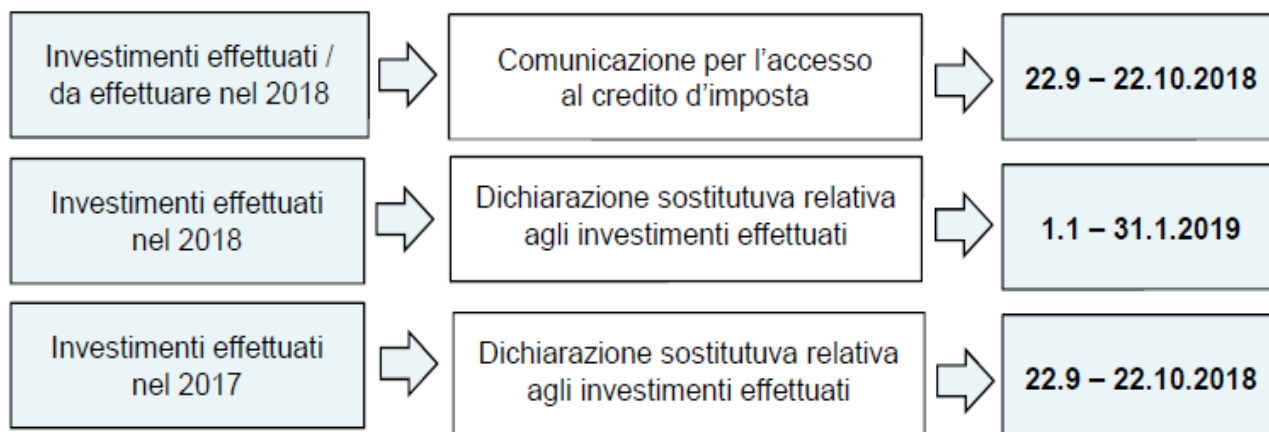 Investimenti effettuati /
da effettuare nel 2018
Comunicazione per l’accesso
al credito d’imposta
22.9 – 22.10.2018
Investimenti effettuati
nel 2018
Dichiarazione sostitutuva relativa
agli investimenti effettuati
1.1 – 31.1.2019
Investimenti effettuati
nel 2017
Dichiarazione sostitutuva relativa
agli investimenti effettuati
22.9 – 22.10.2018